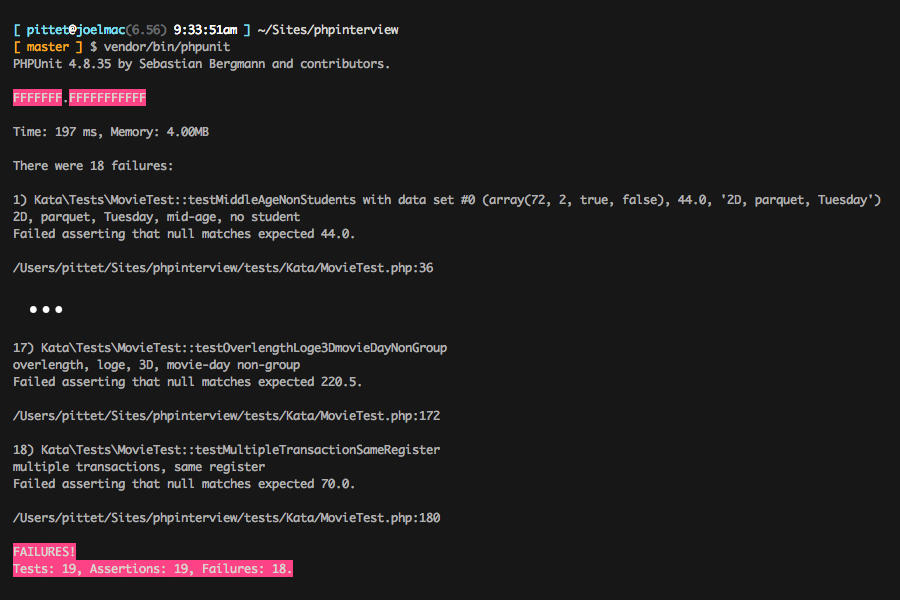 [ pittet@joelmac(6.56) 9:33:51am ] ~/Sites/phpinterview
[ master ] $ vendor/bin/phpunit
PHPUnit 4.8.35 by Sebastian Bergmann and contributors.
FFFFFFF.FFFFFFFFFFF
Time: 197 ms, Memory: 4.00MB
There were 18 failures:
1) Kata\Tests\MovieTest::testMiddleAgeNonStudents with data set #0 (array(72, 2, true, false), 44.0, '2D, parquet, Tuesday')
2D, parquet, Tuesday, mid-age, no student
Failed asserting that null matches expected 44.0.
/Users/pittet/Sites/phpinterview/tests/Kata/MovieTest.php:36
•••
17) Kata\Tests\MovieTest::testOverlengthLoge3DmovieDayNonGroup
overlength, loge, 3D, movie-day non-group
Failed asserting that null matches expected 220.5.
/Users/pittet/Sites/phpinterview/tests/Kata/MovieTest.php:172
18) Kata\Tests\MovieTest::testMultipleTransactionSameRegister
multiple transactions, same register
Failed asserting that null matches expected 70.0.
/Users/pittet/Sites/phpinterview/tests/Kata/MovieTest.php:180
FAILURES!
Tests: 19, Assertions: 19, Failures: 18.